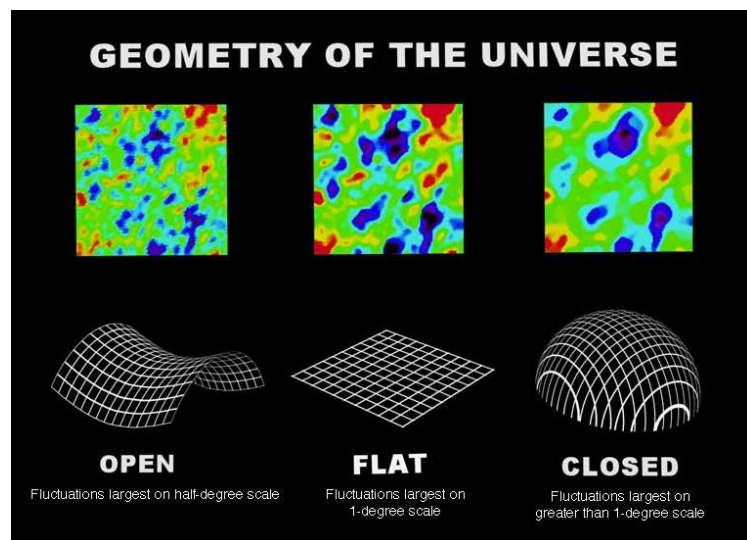 GEOMETRY OF THE UNIVERSE
OPEN
Fluctuations largest on half-degree scale
FLAT
Fluctuations largest on
1-degree scale
CLOSED
Fluctuations largest on
greater than 1-degree scale